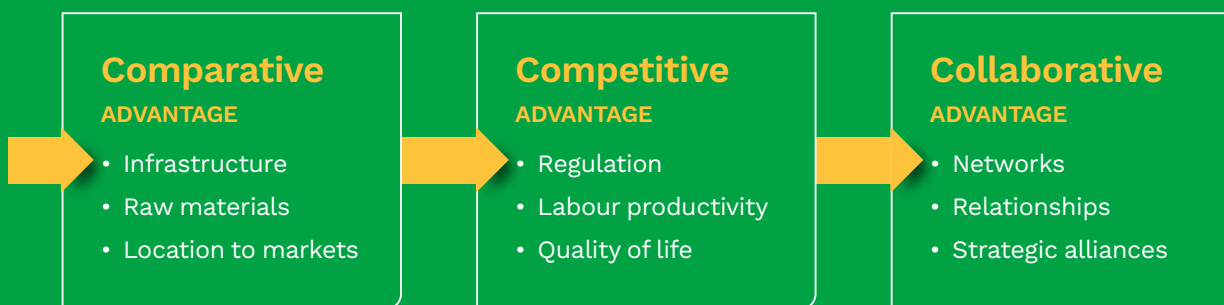 Comparative
ADVANTAGE
• Infrastructure
• Raw materials
• Location to markets
Competitive
ADVANTAGE
• Regulation
• Labour productivity
• Quality of life
Collaborative
ADVANTAGE
• Networks
• Relationships
• Strategic alliances